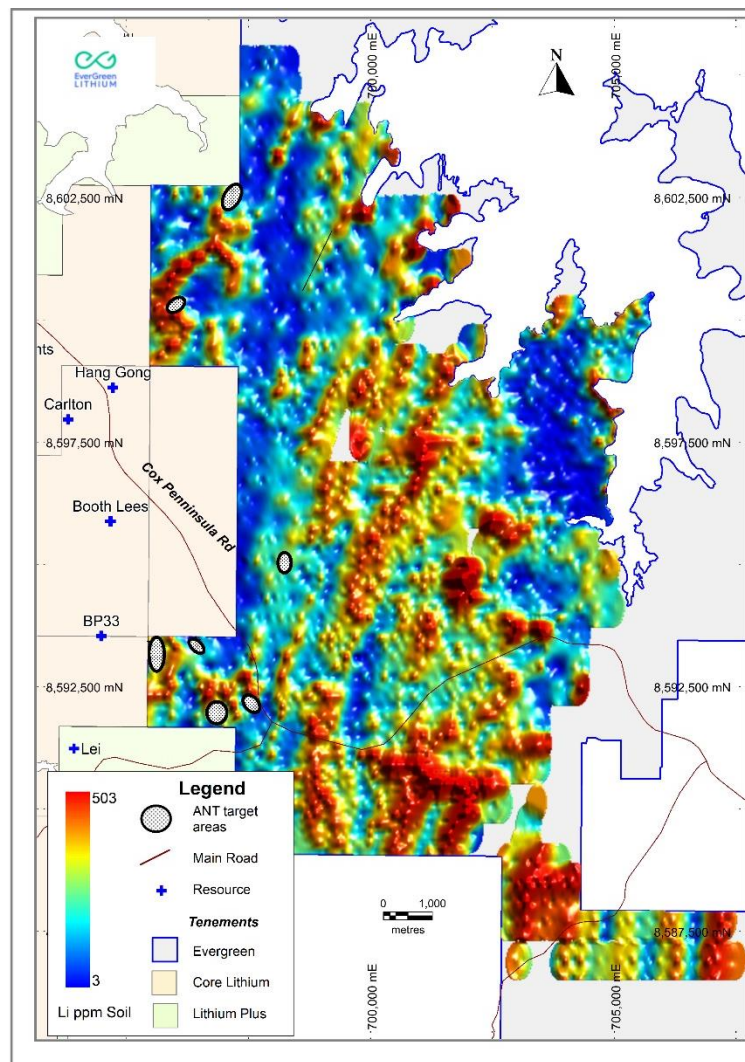 EverGreen
LITHIUM
700,000 mE
705,000 mE
N
8,602,500 mN
8,602,500 mN
nts
Hang Gong
Carlton
8,597,500 mN
8,597,500 mN
Cox Penninsula Rd
Booth Lees
BP33
8,592,500 mN
8,592,500 mN
Lei
Legend
503
3
Li ppm Soil
ANT target
areas
Main Road
Resource
Tenements
Evergreen
Core Lithium
Lithium Plus
0 1,000
metres
8,587,500 mN
700,000 mE
705,000 mE